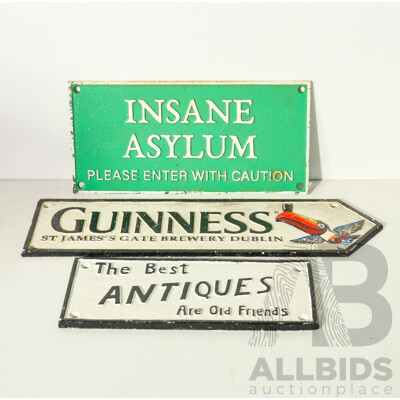 INSANE
ASYLUM
PLEASE ENTER WITH CAUTION
GUINNESS
ST JAMES'S GATE BREWERY DUBLIN
The Best
ANTIQUES
Are Old Friends
AB
ALLBIDS
auctionplace